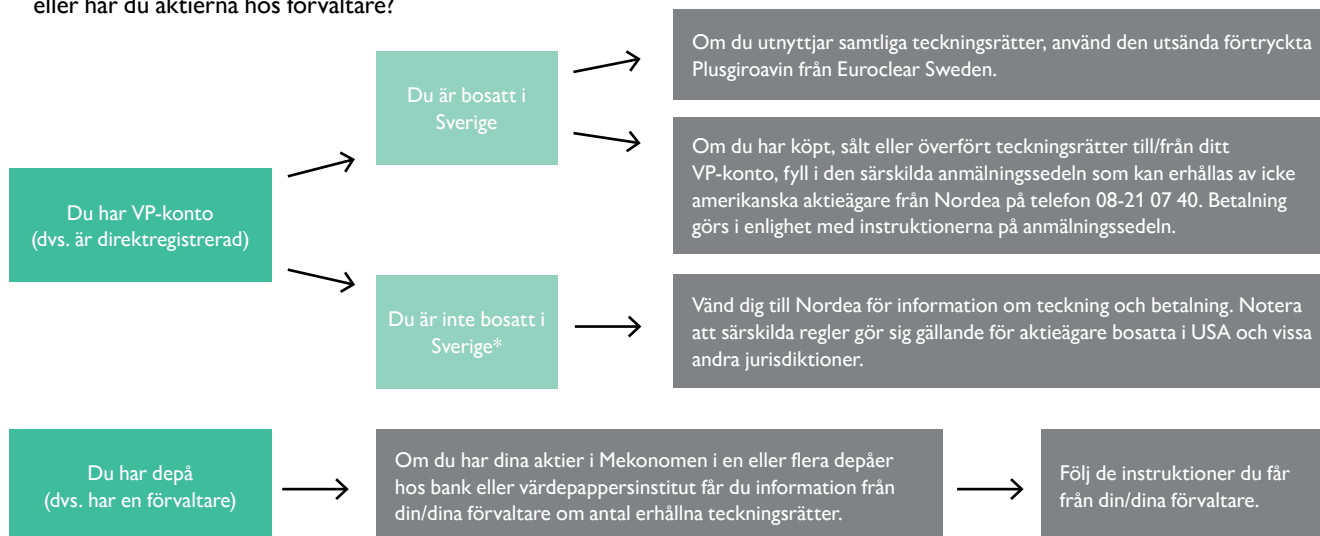 eller har du aktierna hos förvaltare?
Du har VP-konto
(dvs. är direktregistrerad)
Du är bosatt i
Sverige
Om du utnyttjar samtliga teckningsrätter, använd den utsända förtryckta
Plusgiroavin från Euroclear Sweden.
Om du har köpt, sålt eller överfört teckningsrätter till/från ditt
VP-konto, fyll i den särskilda anmälningssedeln som kan erhållas av icke
amerikanska aktieägare från Nordea på telefon 08-21 07 40. Betalning
görs i enlighet med instruktionerna på anmälningssedeln.
Du är inte bosatt i
Sverige*
Vänd dig till Nordea för information om teckning och betalning. Notera
att särskilda regler gör sig gällande för aktieägare bosatta i USA och vissa
andra jurisdiktioner.
Du har depå
(dvs. har en förvaltare)
Om du har dina aktier i Mekonomen i en eller flera depåer
hos bank eller värdepappersinstitut får du information från
din/dina förvaltare om antal erhållna teckningsrätter.
Följ de instruktioner du får
från din/dina förvaltare.